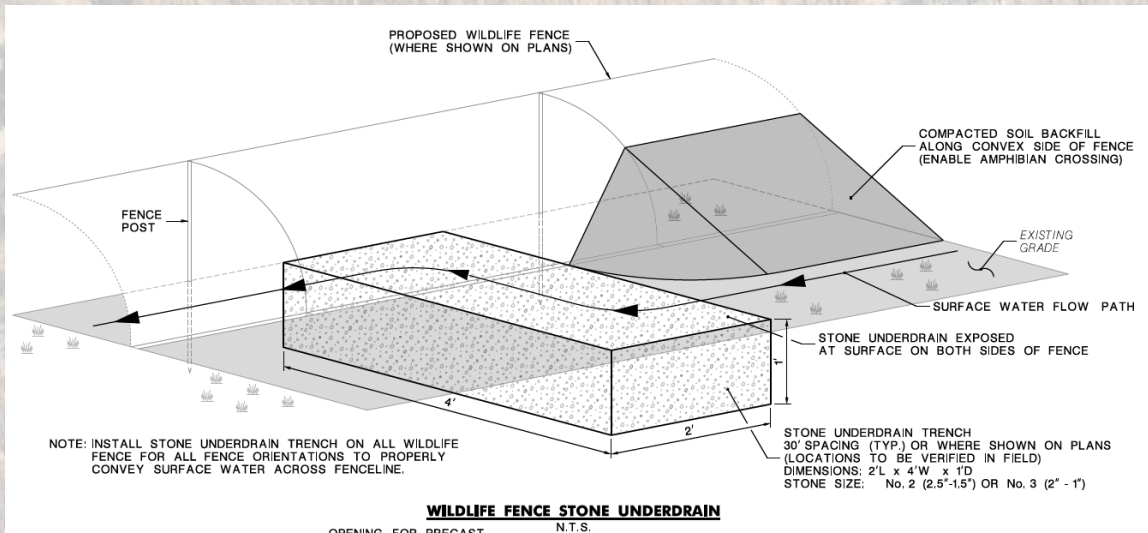 PROPOSED WILDLIFE FENCE
(WHERE SHOWN ON PLANS)
COMPACTED SOIL BACKFILL
ALONG CONVEX SIDE OF FENCE
(ENABLE AMPHIBIAN CROSSING)
FENCE
POST
EXISTING
GRADE
SURFACE WATER FLOW PATH
STONE UNDERDRAIN EXPOSED
AT SURFACE ON BOTH SIDES OF FENCE
1'
4'
2'
NOTE: INSTALL STONE UNDERDRAIN TRENCH ON ALL WILDLIFE
FENCE FOR ALL FENCE ORIENTATIONS TO PROPERLY
CONVEY SURFACE WATER ACROSS FENCELINE.
STONE UNDERDRAIN TRENCH
30' SPACING (TYP.) OR WHERE SHOWN ON PLANS
(LOCATIONS TO BE VERIFIED IN FIELD)
DIMENSIONS: 2'L x 4'W x 1'D
STONE SIZE: No. 2 (2.5"-1.5") OR No. 3 (2" - 1")
WILDLIFE FENCE STONE UNDERDRAIN
N.T.S.
OPENING FOR PRECAST